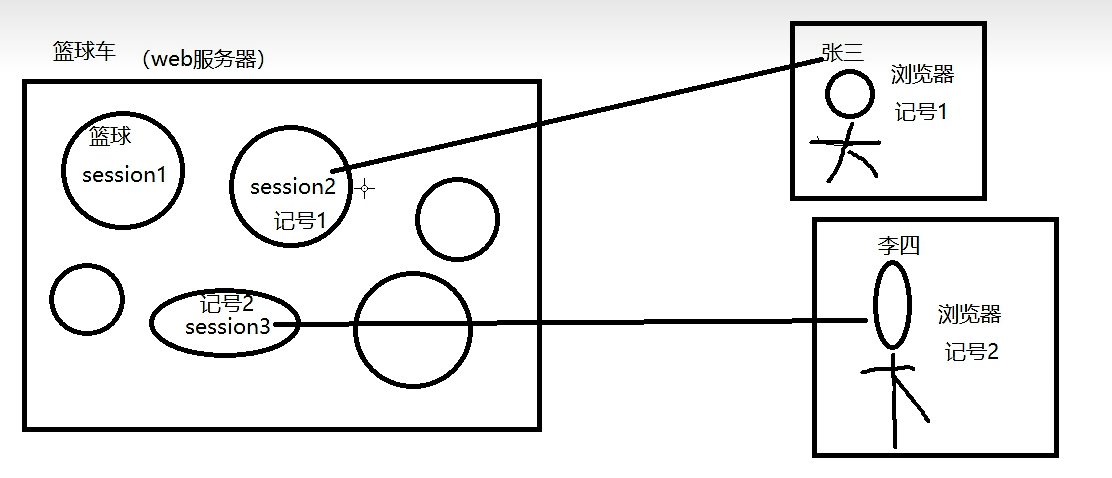 篮球车 （web服务器）
篮球
session1
session2
记号1
记号2
session3
张三
浏览器
记号1
李四
浏览器
记号2